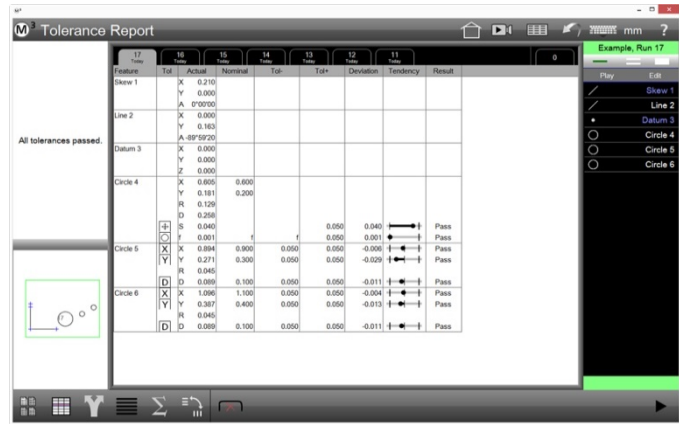 M³
M³ Tolerance Report
mm ?
17 Today 16 Today 15 Today 14 Today 13 Today 12 Today 11 Today 0
Example, Run 17
Play Edit
Skew 1
Line 2
Datum 3
Circle 4
Circle 5
Circle 6
All tolerances passed.
Feature Tol Actual Nominal Tol- Tol+ Deviation Tendency Result
Skew 1 X 0.210
Y 0.000
A 0°00'00
Line 2 X 0.000
Y 0.163
A -89°59'20
Datum 3 X 0.000
Y 0.000
Z 0.000
Circle 4 X 0.605 0.600
Y 0.181 0.200
R 0.129
D 0.258
S 0.040 0.050 0.040 Pass
f 0.001 f f 0.050 0.001 Pass
Circle 5 X X 0.894 0.900 0.050 0.050 -0.006 Pass
Y Y 0.271 0.300 0.050 0.050 -0.029 Pass
R 0.045
D D 0.089 0.100 0.050 0.050 -0.011 Pass
Circle 6 X X 1.096 1.100 0.050 0.050 -0.004 Pass
Y Y 0.387 0.400 0.050 0.050 -0.013 Pass
R 0.045
D D 0.089 0.100 0.050 0.050 -0.011 Pass